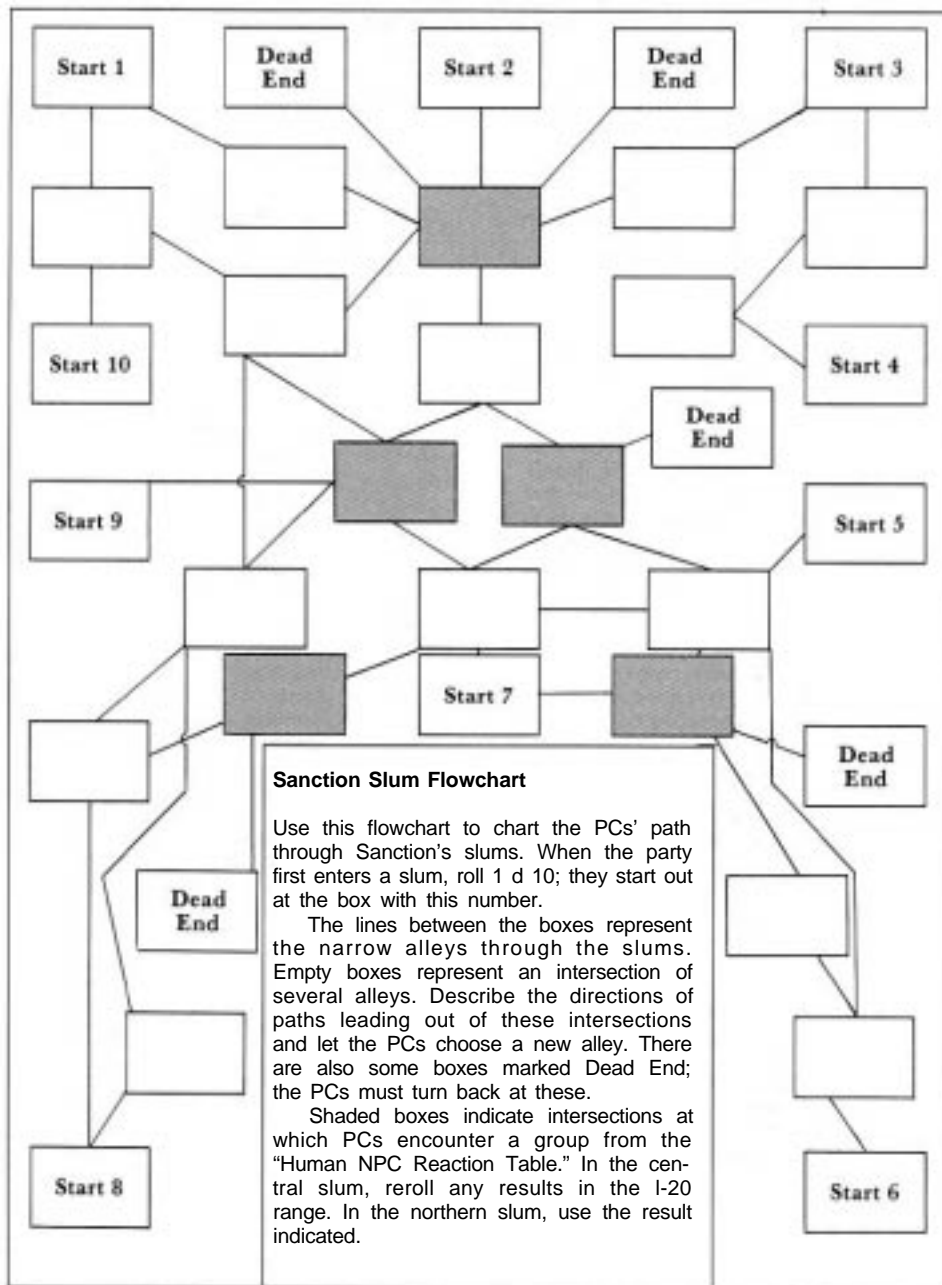 Start 1
Dead
End
Start 2
Dead
End
Start 3
Start 10
Start 4
Dead
End
Start 9
Start 5
Start 7
Dead
End
Sanction Slum Flowchart
Use this flowchart to chart the PCs' path
through Sanction's slums. When the party
first enters a slum, roll 1 d 10; they start out
at the box with this number.
The lines between the boxes represent
the narrow alleys through the slums.
Empty boxes represent an intersection of
several alleys. Describe the directions of
paths leading out of these intersections
and let the PCs choose a new alley. There
are also some boxes marked Dead End;
the PCs must turn back at these.
Shaded boxes indicate intersections at
which PCs encounter a group from the
“Human NPC Reaction Table.” In the cen-
tral slum, reroll any results in the l-20
range. In the northern slum, use the result
indicated.
Dead
End
Start 8
Start 6